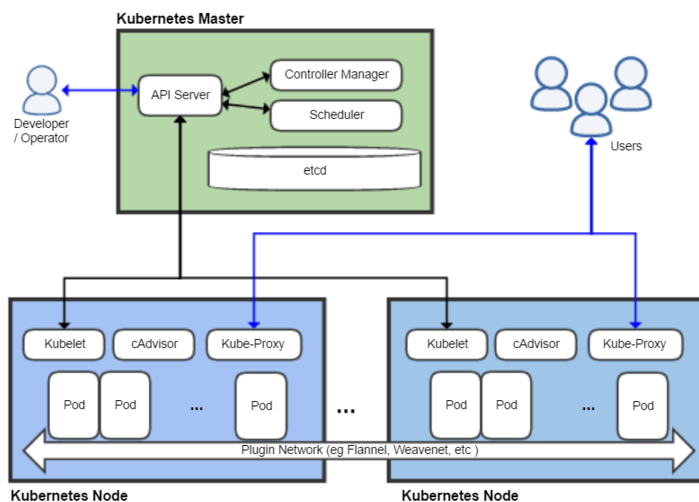 Kubernetes Master
API Server
Controller Manager
Scheduler
etcd
Developer
/ Operator
Users
Kubelet
cAdvisor
Kube-Proxy
Pod
Pod
...
Pod
...
Kubelet
cAdvisor
Kube-Proxy
Pod
Pod
...
Pod
Plugin Network (eg Flannel, Weavenet, etc )
Kubernetes Node
Kubernetes Node